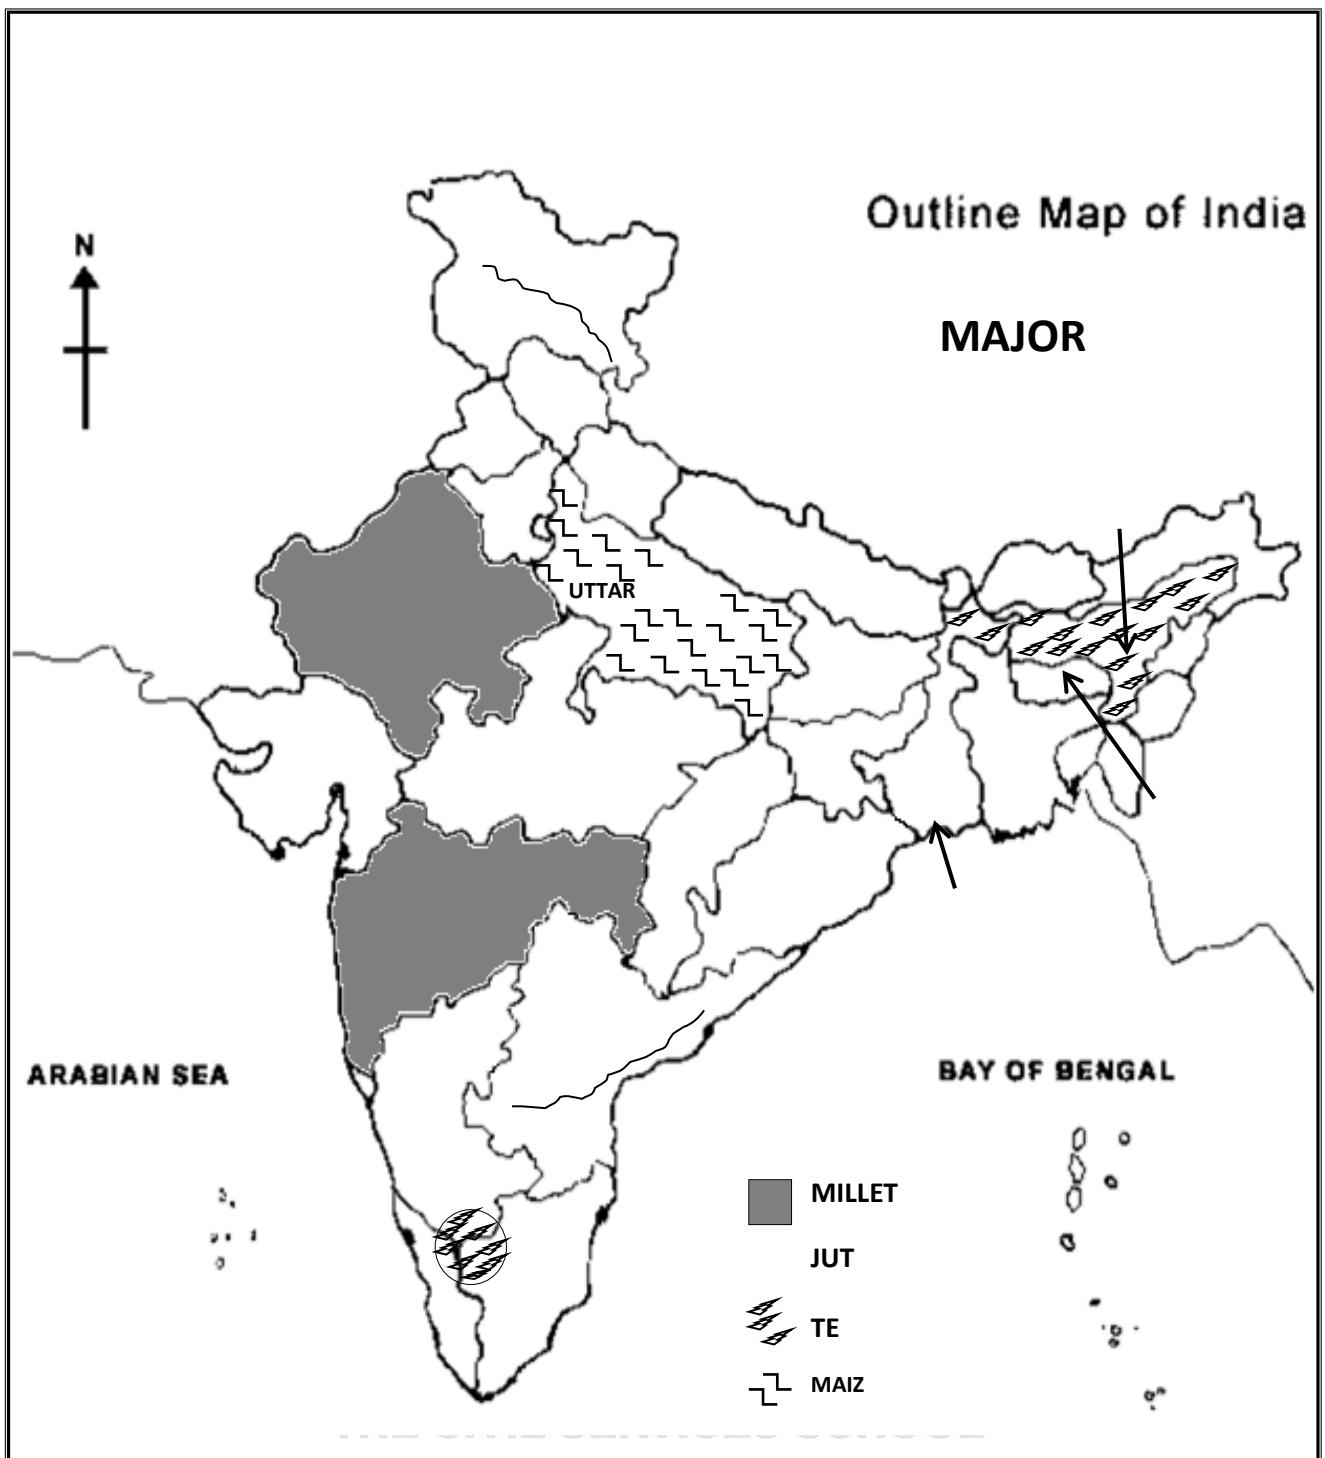 Outline Map of India
N
MAJOR
UTTAR
ARABIAN SEA
BAY OF BENGAL
MILLET
JUT
TE
MAIZ